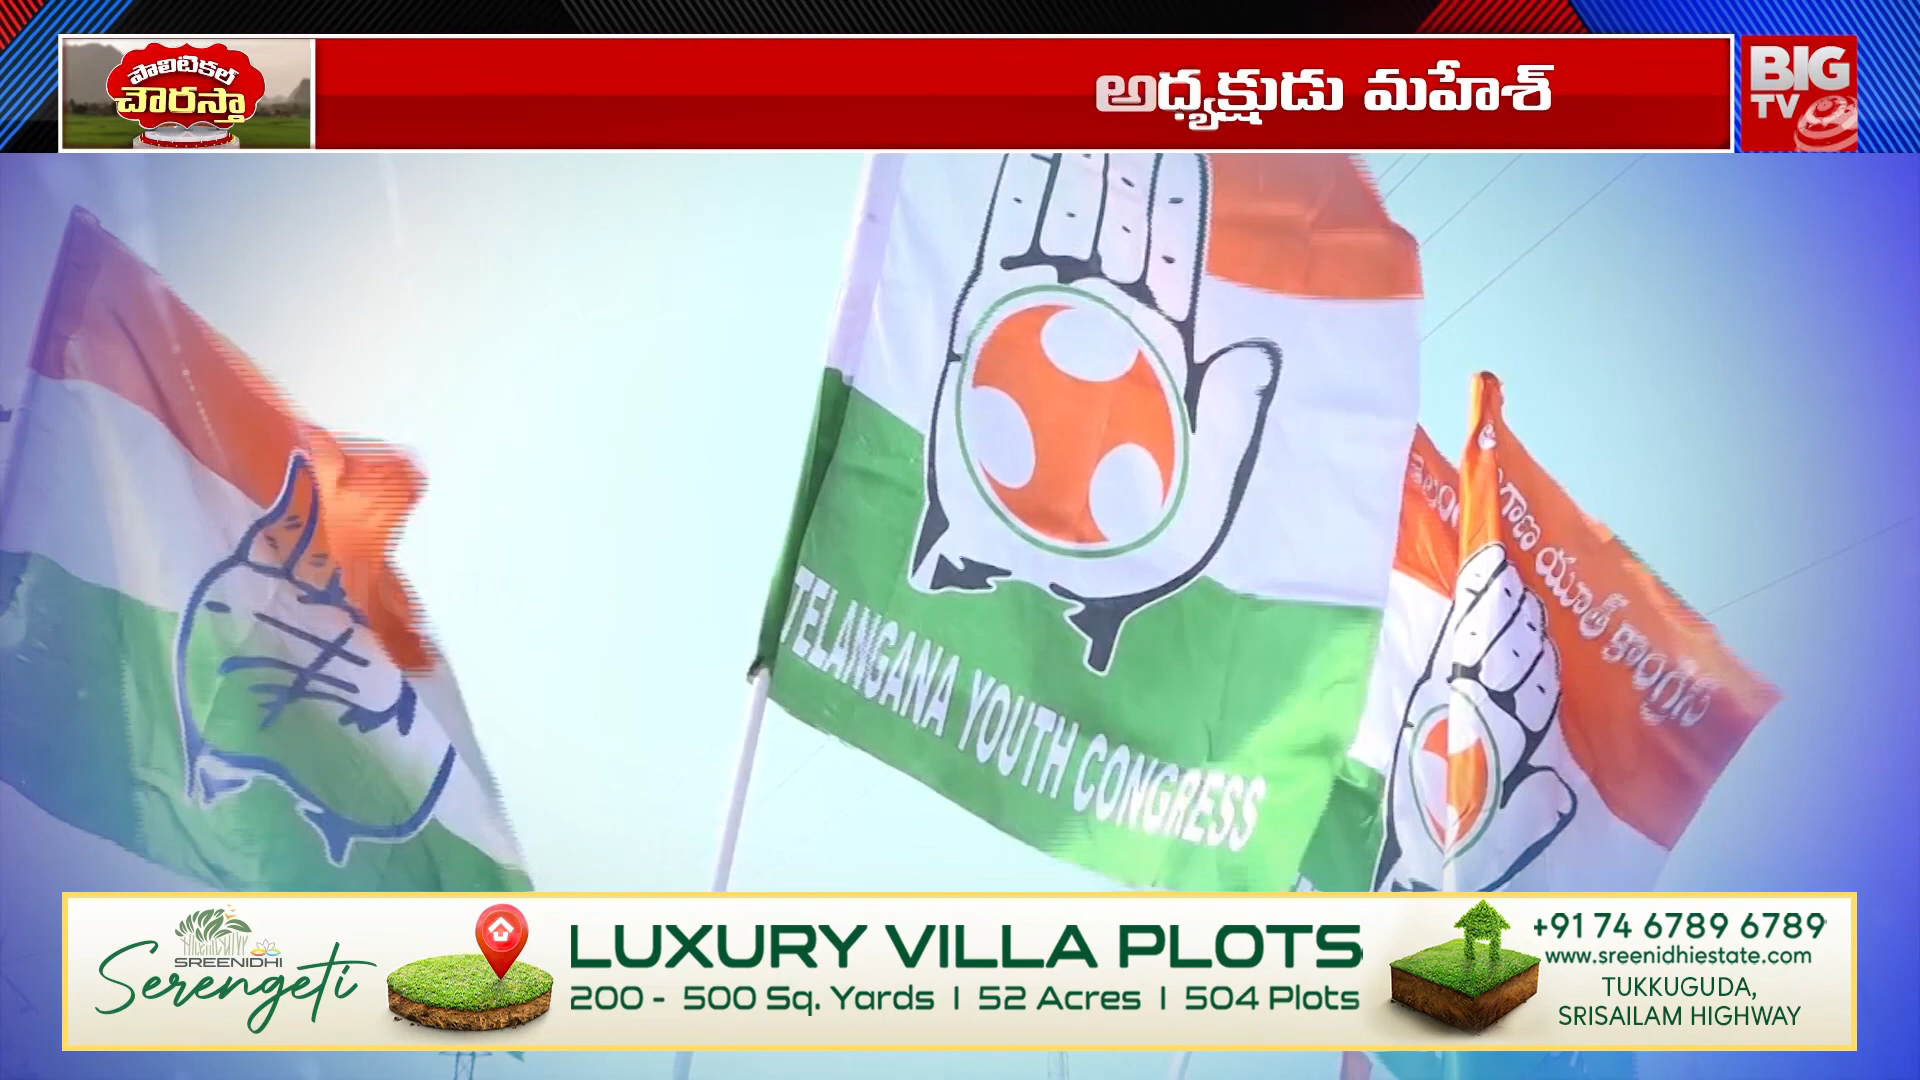 పొలిటికల్
చౌరస్తా
అధ్యక్షుడు మహేశ్
BIG
TV
TELANGANA YOUTH CONGRESS
యూత్ కాంగ్రెస్
SREENIDHI
Serengeti
LUXURY VILLA PLOTS
200 - 500 Sq. Yards I 52 Acres I 504 Plots
+91 74 6789 6789
www.sreenidhiestate.com
TUKKUGUDA,
SRISAILAM HIGHWAY